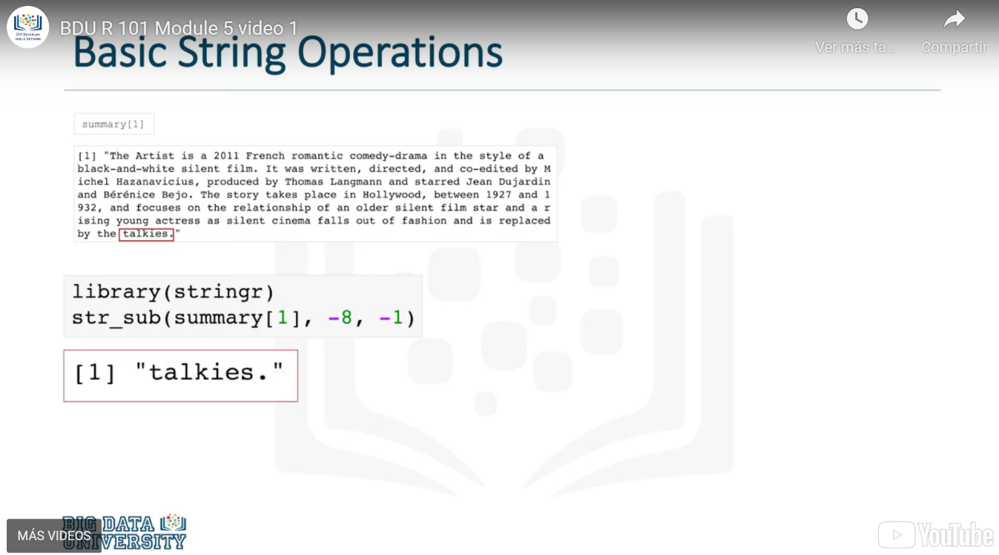 BDU R 101 Module 5 video 1
Ver más ta...
Compartir
Basic String Operations
summary[1]
[1] "The Artist is a 2011 French romantic comedy-drama in the style of a
black-and-white silent film. It was written, directed, and co-edited by M
ichel Hazanavicius, produced by Thomas Langmann and starred Jean Dujardin
and Bérénice Bejo. The story takes place in Hollywood, between 1927 and 1
932, and focuses on the relationship of an older silent film star and a r
ising young actress as silent cinema falls out of fashion and is replaced
by the talkies."
library(stringr)
str_sub(summary[1], -8, -1)
[1] "talkies."
BIG DATA
UNIVERSITY
MÁS VIDEOS
YouTube